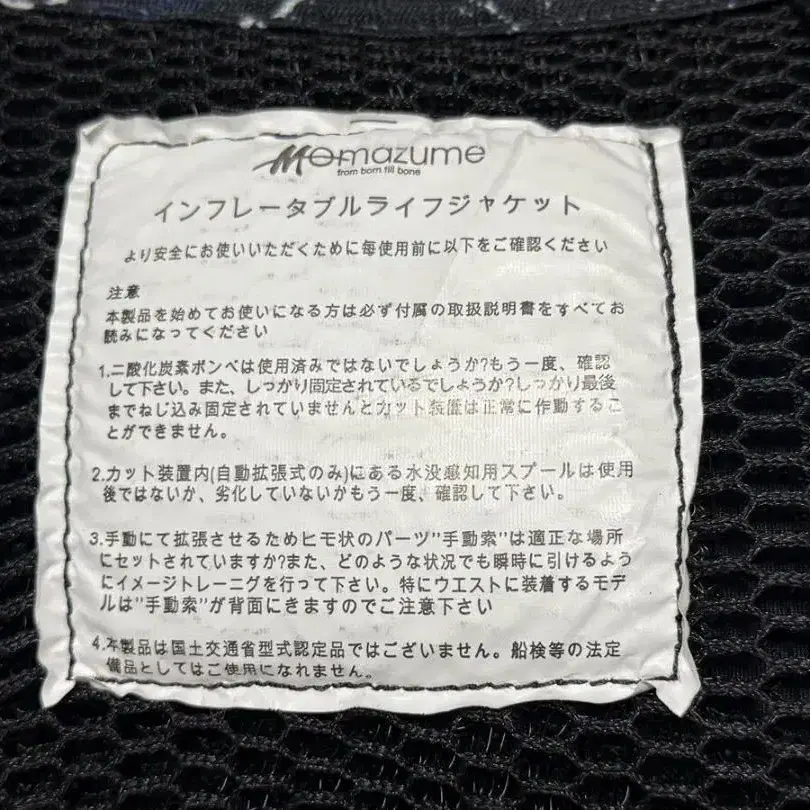 Mazume
from born till bone
インフレータブルライフジャケット
より安全にお使いいただくために毎使用前に以下をご確認ください
注意
本製品を始めてお使いになる方は必ず付属の取扱説明書をすべてお
読みになってください
1.二酸化炭素ボンベは使用済みではないでしょうか?もう一度、確認
して下さい。また、しっかり固定されているでしょうか?しっかり最後
までねじ込み固定されていませんとカット装置は正常に作動するこ
とができません。
2.カット装置内(自動拡張式のみ)にある水没感知用スプールは使用
後ではないか、劣化していないかもう一度、確認して下さい。
3.手動にて拡張させるためヒモ状のパーツ"手動索"は適正な場所
にセットされていますか?また、どのような状況でも瞬時に引けるよう
にイメージトレーニグを行って下さい。特にウエストに装着するモデ
ルは"手動索"が背面にきますのでご注意下さい
4.本製品は国土交通省型式認定品ではございません。船検等の法定
備品としてはご使用になれません。